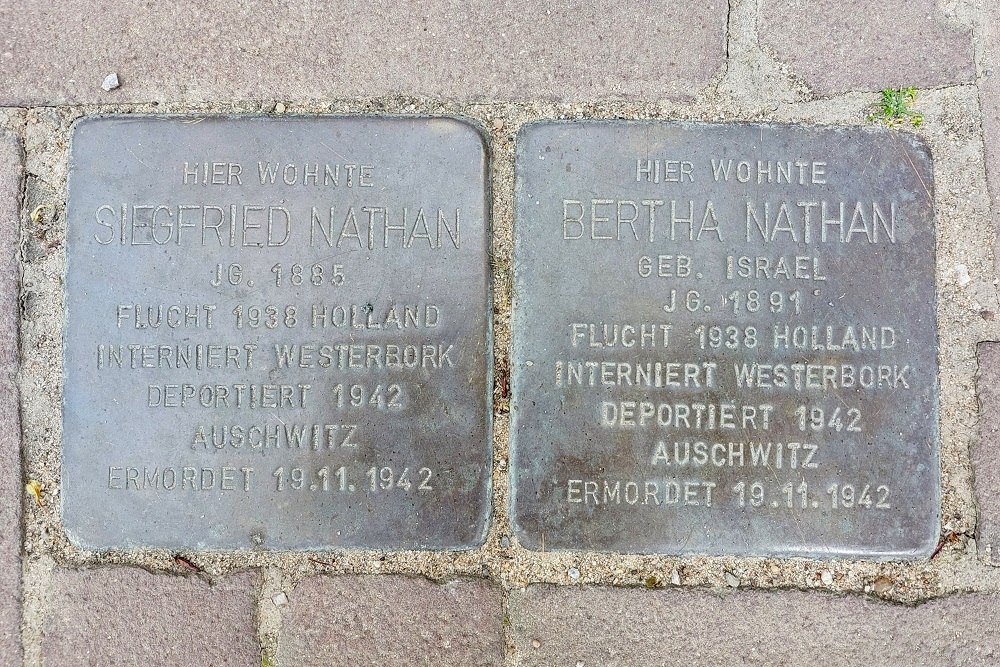 HIER WOHNTE
SIEGFRIED NATHAN
JG. 1885
FLUCHT 1938 HOLLAND
INTERNIERT WESTERBORK
DEPORTIERT 1942
AUSCHWITZ
ERMORDET 19.11.1942
HIER WOHNTE
BERTHA NATHAN
GEB. ISRAEL
JG. 1891
FLUCHT 1938 HOLLAND
INTERNIERT WESTERBORK
DEPORTIERT 1942
AUSCHWITZ
ERMORDET 19.11.1942